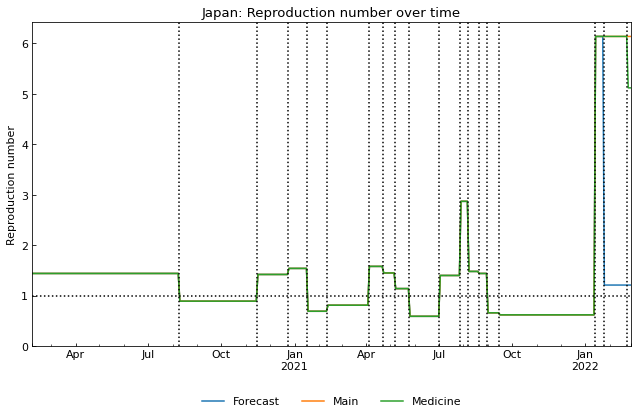 Japan: Reproduction number over time
Reproduction number
6
5
4
3
2
1
0
Apr Jul Oct Jan Apr Jul Oct Jan
2021 2022
Forecast Main Medicine